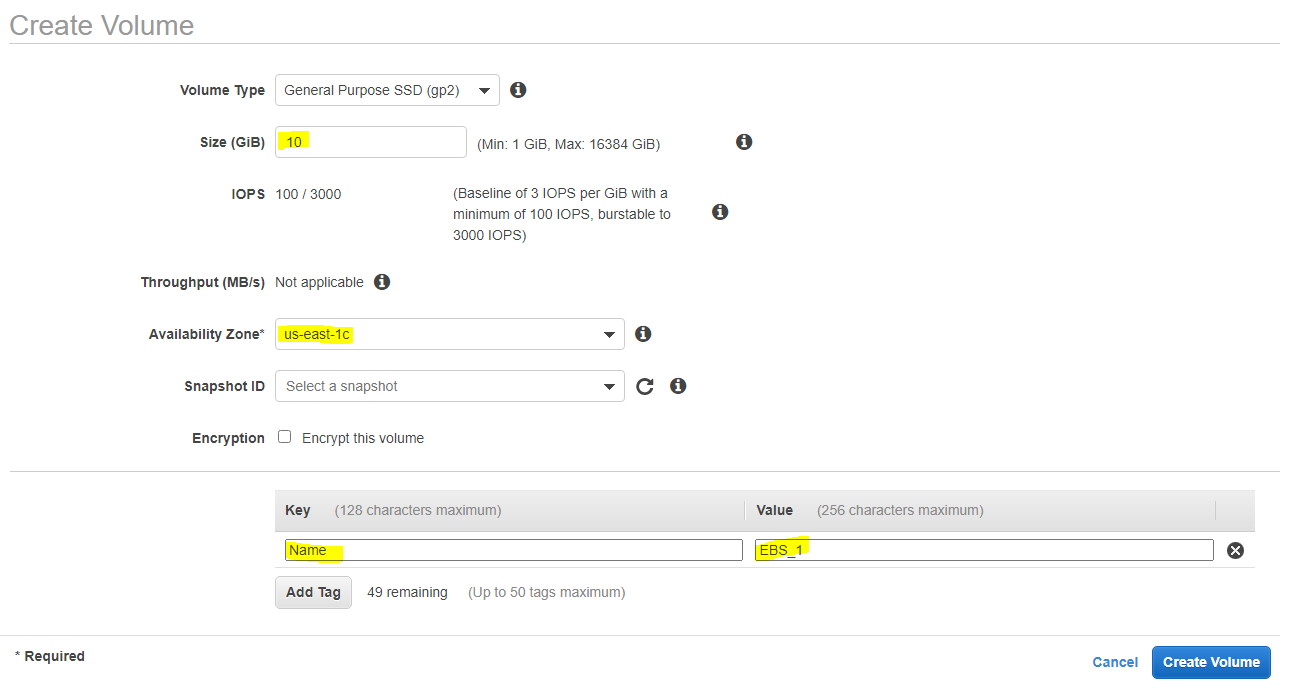 Create Volume
Volume Type General Purpose SSD (gp2)
Size (GiB) 10 (Min: 1 GiB, Max: 16384 GiB)
IOPS 100 / 3000 (Baseline of 3 IOPS per GiB with a
minimum of 100 IOPS, burstable to
3000 IOPS)
Throughput (MB/s) Not applicable
Availability Zone* us-east-1c
Snapshot ID Select a snapshot
Encryption Encrypt this volume
Key (128 characters maximum) Value (256 characters maximum)
Name EBS_1
Add Tag 49 remaining (Up to 50 tags maximum)
* Required
Cancel Create Volume